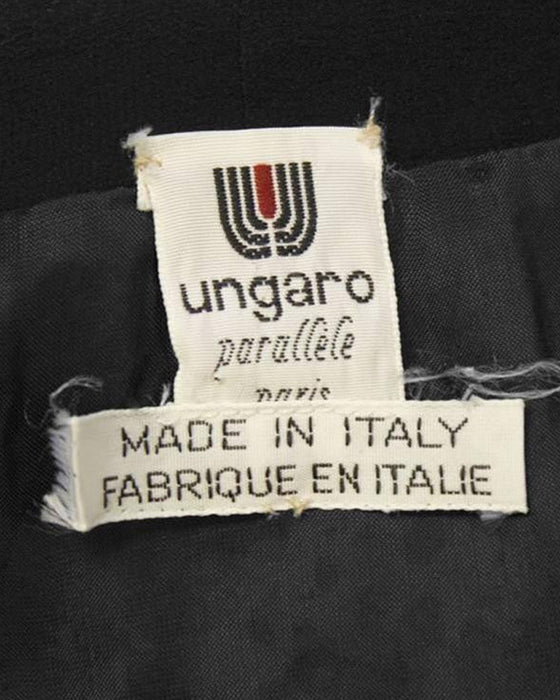 ungaro
parallèle
paris
MADE IN ITALY
FABRIQUE EN ITALIE